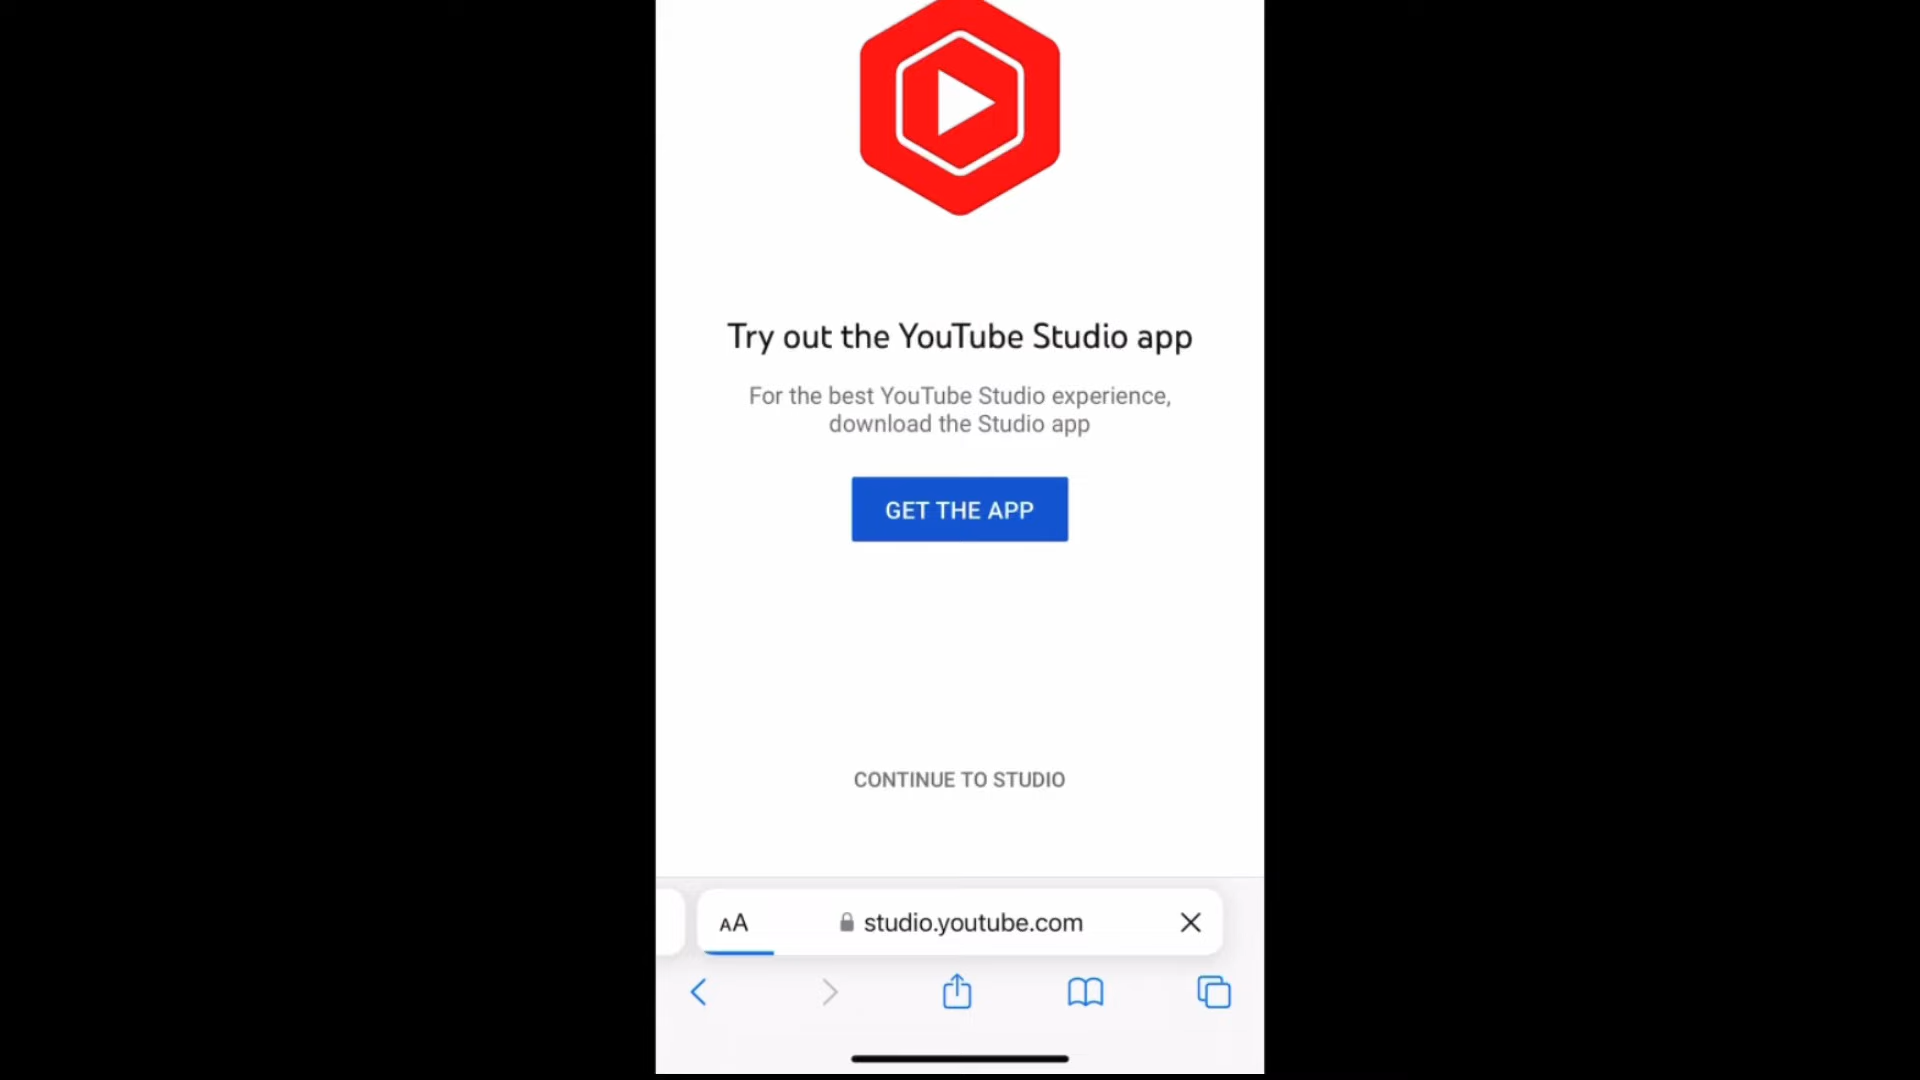 Try out the YouTube Studio app
For the best YouTube Studio experience,
download the Studio app
GET THE APP
CONTINUE TO STUDIO
AA studio.youtube.com